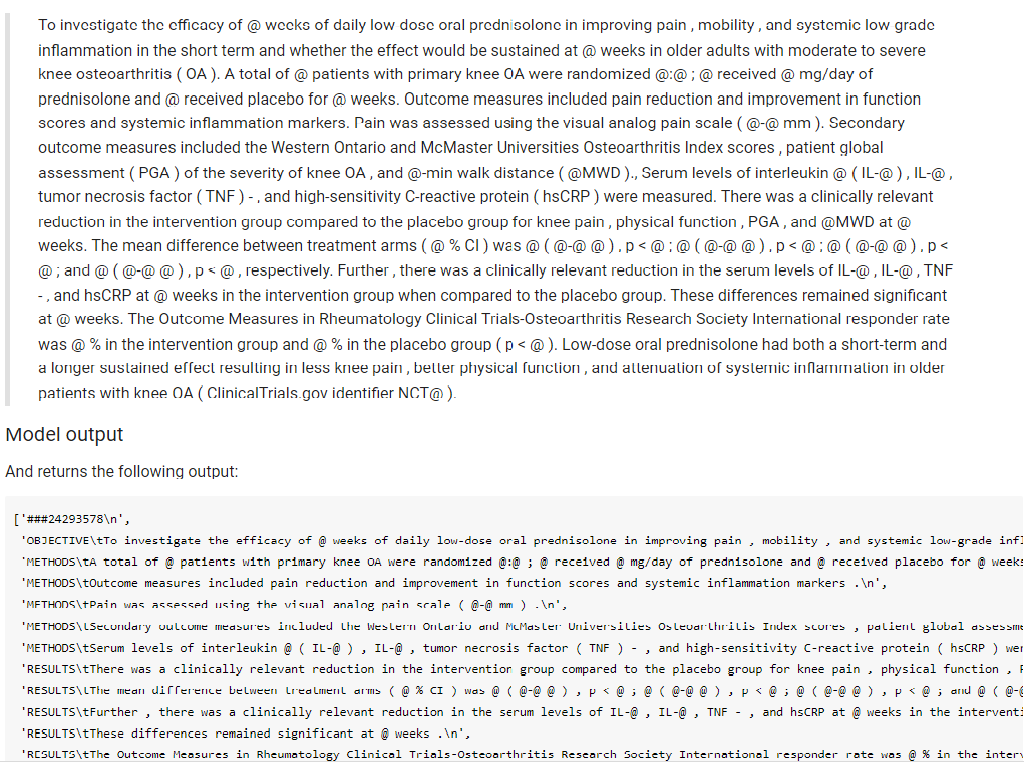 To investigate the efficacy of @ weeks of daily low dose oral prednisolone in improving pain , mobility , and systemic low grade
inflammation in the short term and whether the effect would be sustained at @ weeks in older adults with moderate to severe
knee osteoarthritis ( OA ). A total of @ patients with primary knee OA were randomized @:@ ; @ received @ mg/day of
prednisolone and @ received placebo for @ weeks. Outcome measures included pain reduction and improvement in function
scores and systemic inflammation markers. Pain was assessed using the visual analog pain scale ( @-@ mm ). Secondary
outcome measures included the Western Ontario and McMaster Universities Osteoarthritis Index scores , patient global
assessment ( PGA ) of the severity of knee OA , and @-min walk distance ( @MWD )., Serum levels of interleukin @ ( IL-@ ) , IL-@ ,
tumor necrosis factor ( TNF ) - , and high-sensitivity C-reactive protein ( hsCRP ) were measured. There was a clinically relevant
reduction in the intervention group compared to the placebo group for knee pain , physical function , PGA , and @MWD at @
weeks. The mean difference between treatment arms ( @ % CI ) was @ ( @-@ @ ) , p < @ ; @ ( @-@ @ ) , p < @ ; @ ( @-@ @ ) , p <
@ ; and @ ( @-@ @ ) , p < @ , respectively. Further , there was a clinically relevant reduction in the serum levels of IL-@ , IL-@ , TNF
- , and hsCRP at @ weeks in the intervention group when compared to the placebo group. These differences remained significant
at @ weeks. The Outcome Measures in Rheumatology Clinical Trials-Osteoarthritis Research Society International responder rate
was @ % in the intervention group and @ % in the placebo group ( p < @ ). Low-dose oral prednisolone had both a short-term and
a longer sustained effect resulting in less knee pain , better physical function , and attenuation of systemic inflammation in older
patients with knee OA ( ClinicalTrials.gov identifier NCT@ ).
Model output
And returns the following output:
['###24293578\n',
'OBJECTIVE\tTo investigate the efficacy of @ weeks of daily low-dose oral prednisolone in improving pain , mobility , and systemic low-grade infl
'METHODS\tA total of @ patients with primary knee OA were randomized @:@ ; @ received @ mg/day of prednisolone and @ received placebo for @ weeks
'METHODS\tOutcome measures included pain reduction and improvement in function scores and systemic inflammation markers .\n',
'METHODS\tPain was assessed using the visual analog pain scale ( @-@ mm ) .\n',
'METHODS\tSecondary outcome measures included the Western Ontario and McMaster Universities Osteoarthritis Index scores , patient global assessme
'METHODS\tSerum levels of interleukin @ ( IL-@ ) , IL-@ , tumor necrosis factor ( TNF ) - , and high-sensitivity C-reactive protein ( hsCRP ) wer
'RESULTS\tThere was a clinically relevant reduction in the intervention group compared to the placebo group for knee pain , physical function , P
'RESULTS\tThe mean difference between treatment arms ( @ % CI ) was @ ( @-@ @ ) , p < @ ; @ ( @-@ @ ) , p < @ ; @ ( @-@ @ ) , p < @ ; and @ ( @-@
'RESULTS\tFurther , there was a clinically relevant reduction in the serum levels of IL-@ , IL-@ , TNF - , and hsCRP at @ weeks in the interventi
'RESULTS\tThese differences remained significant at @ weeks .\n',
'RESULTS\tThe Outcome Measures in Rheumatology Clinical Trials-Osteoarthritis Research Society International responder rate was @ % in the interv